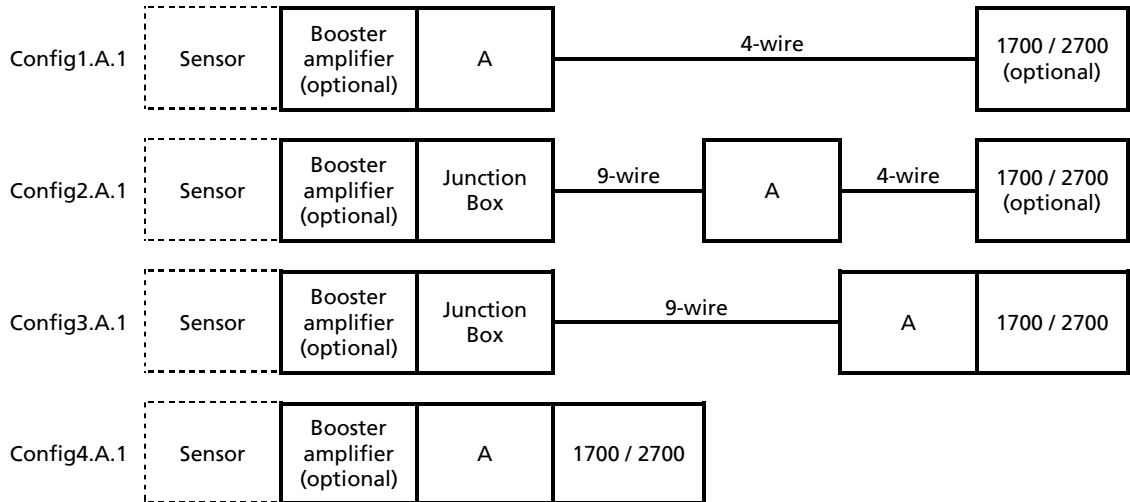 Config1.A.1
Sensor
Booster
amplifier
(optional)
A
4-wire
1700 / 2700
(optional)
Config2.A.1
Sensor
Booster
amplifier
(optional)
Junction
Box
9-wire
A
4-wire
1700 / 2700
(optional)
Config3.A.1
Sensor
Booster
amplifier
(optional)
Junction
Box
9-wire
A
1700 / 2700
Config4.A.1
Sensor
Booster
amplifier
(optional)
A
1700 / 2700